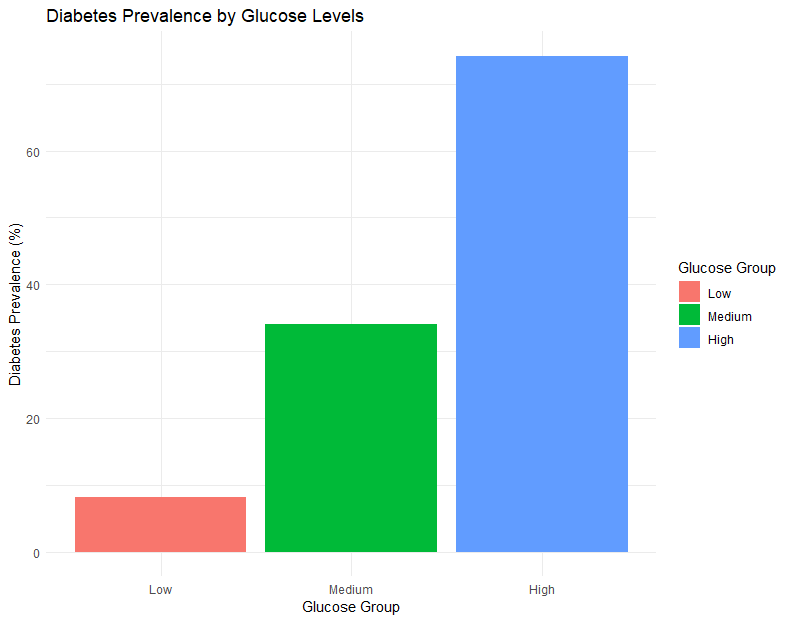 Diabetes Prevalence by Glucose Levels
Diabetes Prevalence (%)
60
40
20
0
Low
Medium
High
Glucose Group
Glucose Group
Low
Medium
High